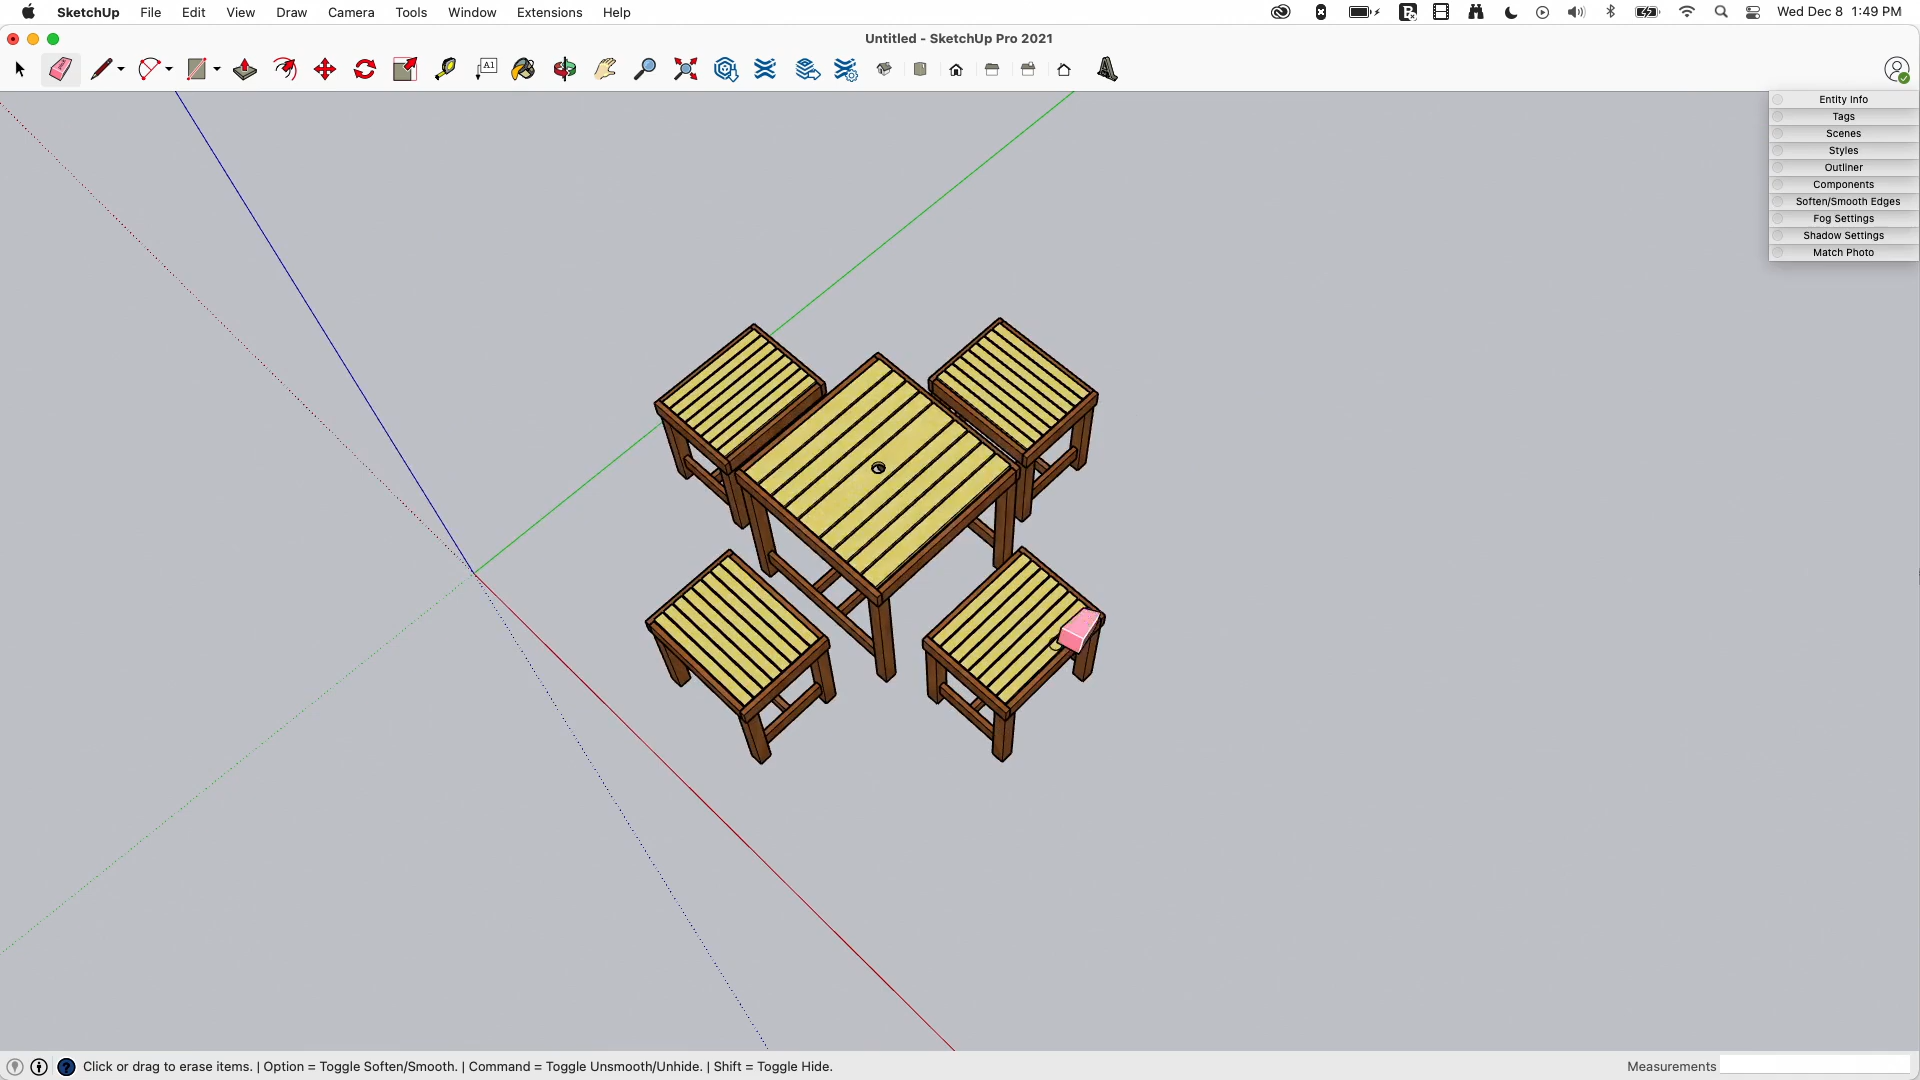 SketchUp File Edit View Draw Camera Tools Window Extensions Help Wed Dec 8 1:49 PM
Untitled - SketchUp Pro 2021
A1
Entity Info
Tags
Scenes
Styles
Outliner
Components
Soften/Smooth Edges
Fog Settings
Shadow Settings
Match Photo
Click or drag to erase items. | Option = Toggle Soften/Smooth. | Command = Toggle Unsmooth/Unhide. | Shift = Toggle Hide. Measurements